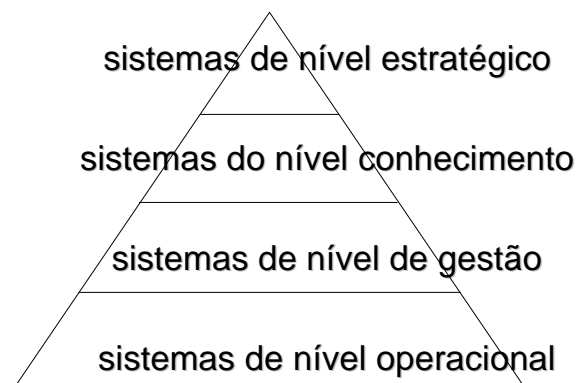 sistemas de nível estratégico
sistemas do nível conhecimento
sistemas de nível de gestão
sistemas de nível operacional